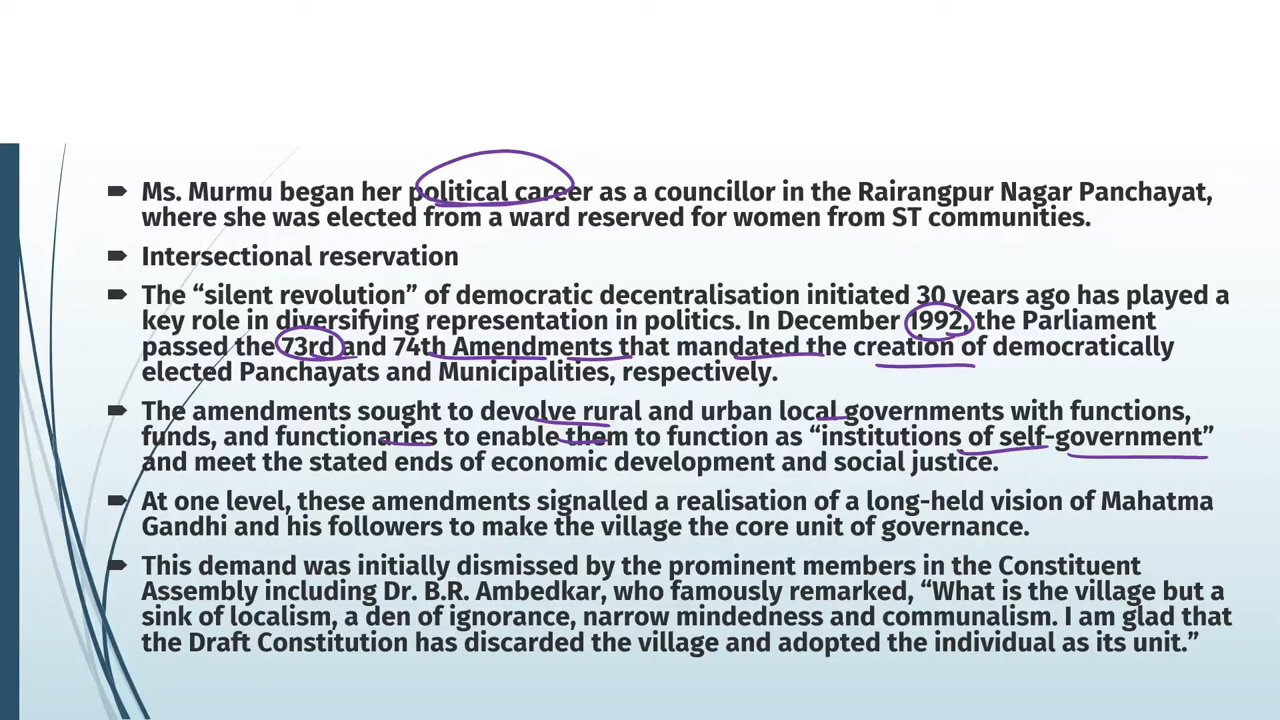 Ms. Murmu began her political career as a councillor in the Rairangpur Nagar Panchayat,
where she was elected from a ward reserved for women from ST communities.
Intersectional reservation
The “silent revolution” of democratic decentralisation initiated 30 years ago has played a
key role in diversifying representation in politics. In December 1992, the Parliament
passed the 73rd and 74th Amendments that mandated the creation of democratically
elected Panchayats and Municipalities, respectively.
The amendments sought to devolve rural and urban local governments with functions,
funds, and functionaries to enable them to function as “institutions of self-government”
and meet the stated ends of economic development and social justice.
At one level, these amendments signalled a realisation of a long-held vision of Mahatma
Gandhi and his followers to make the village the core unit of governance.
This demand was initially dismissed by the prominent members in the Constituent
Assembly including Dr. B.R. Ambedkar, who famously remarked, “What is the village but a
sink of localism, a den of ignorance, narrow mindedness and communalism. I am glad that
the Draft Constitution has discarded the village and adopted the individual as its unit.”